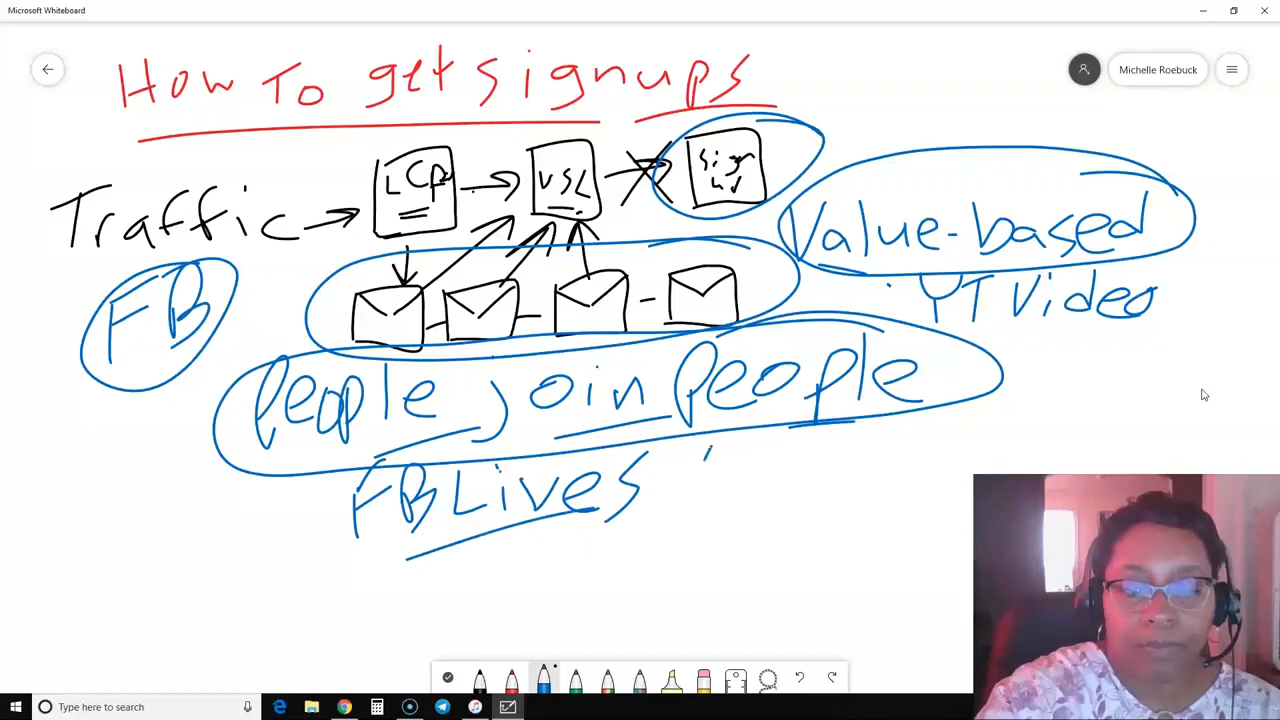 Microsoft Whiteboard
Michelle Roebuck
How To get signups
Traffic
LCP
VSL
Sign
Up
Value-based
YT Video
FB
People join People
FB Lives
Type here to search